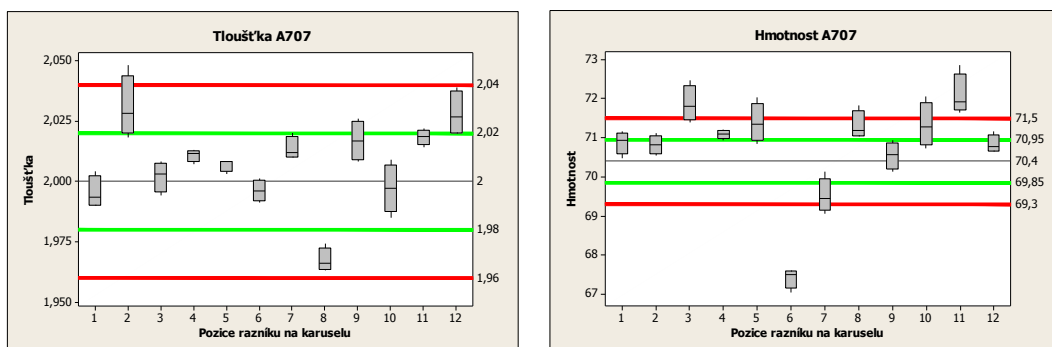 Tloušťka A707
Tloušťka
2,050
2,025
2,000
1,975
1,950
2,04
2,02
2
1,98
1,96
1 2 3 4 5 6 7 8 9 10 11 12
Pozice razníku na karuselu
Hmotnost A707
Hmotnost
73
72
71
70
69
68
67
71,5
70,95
70,4
69,85
69,3
1 2 3 4 5 6 7 8 9 10 11 12
Pozice razníku na karuselu